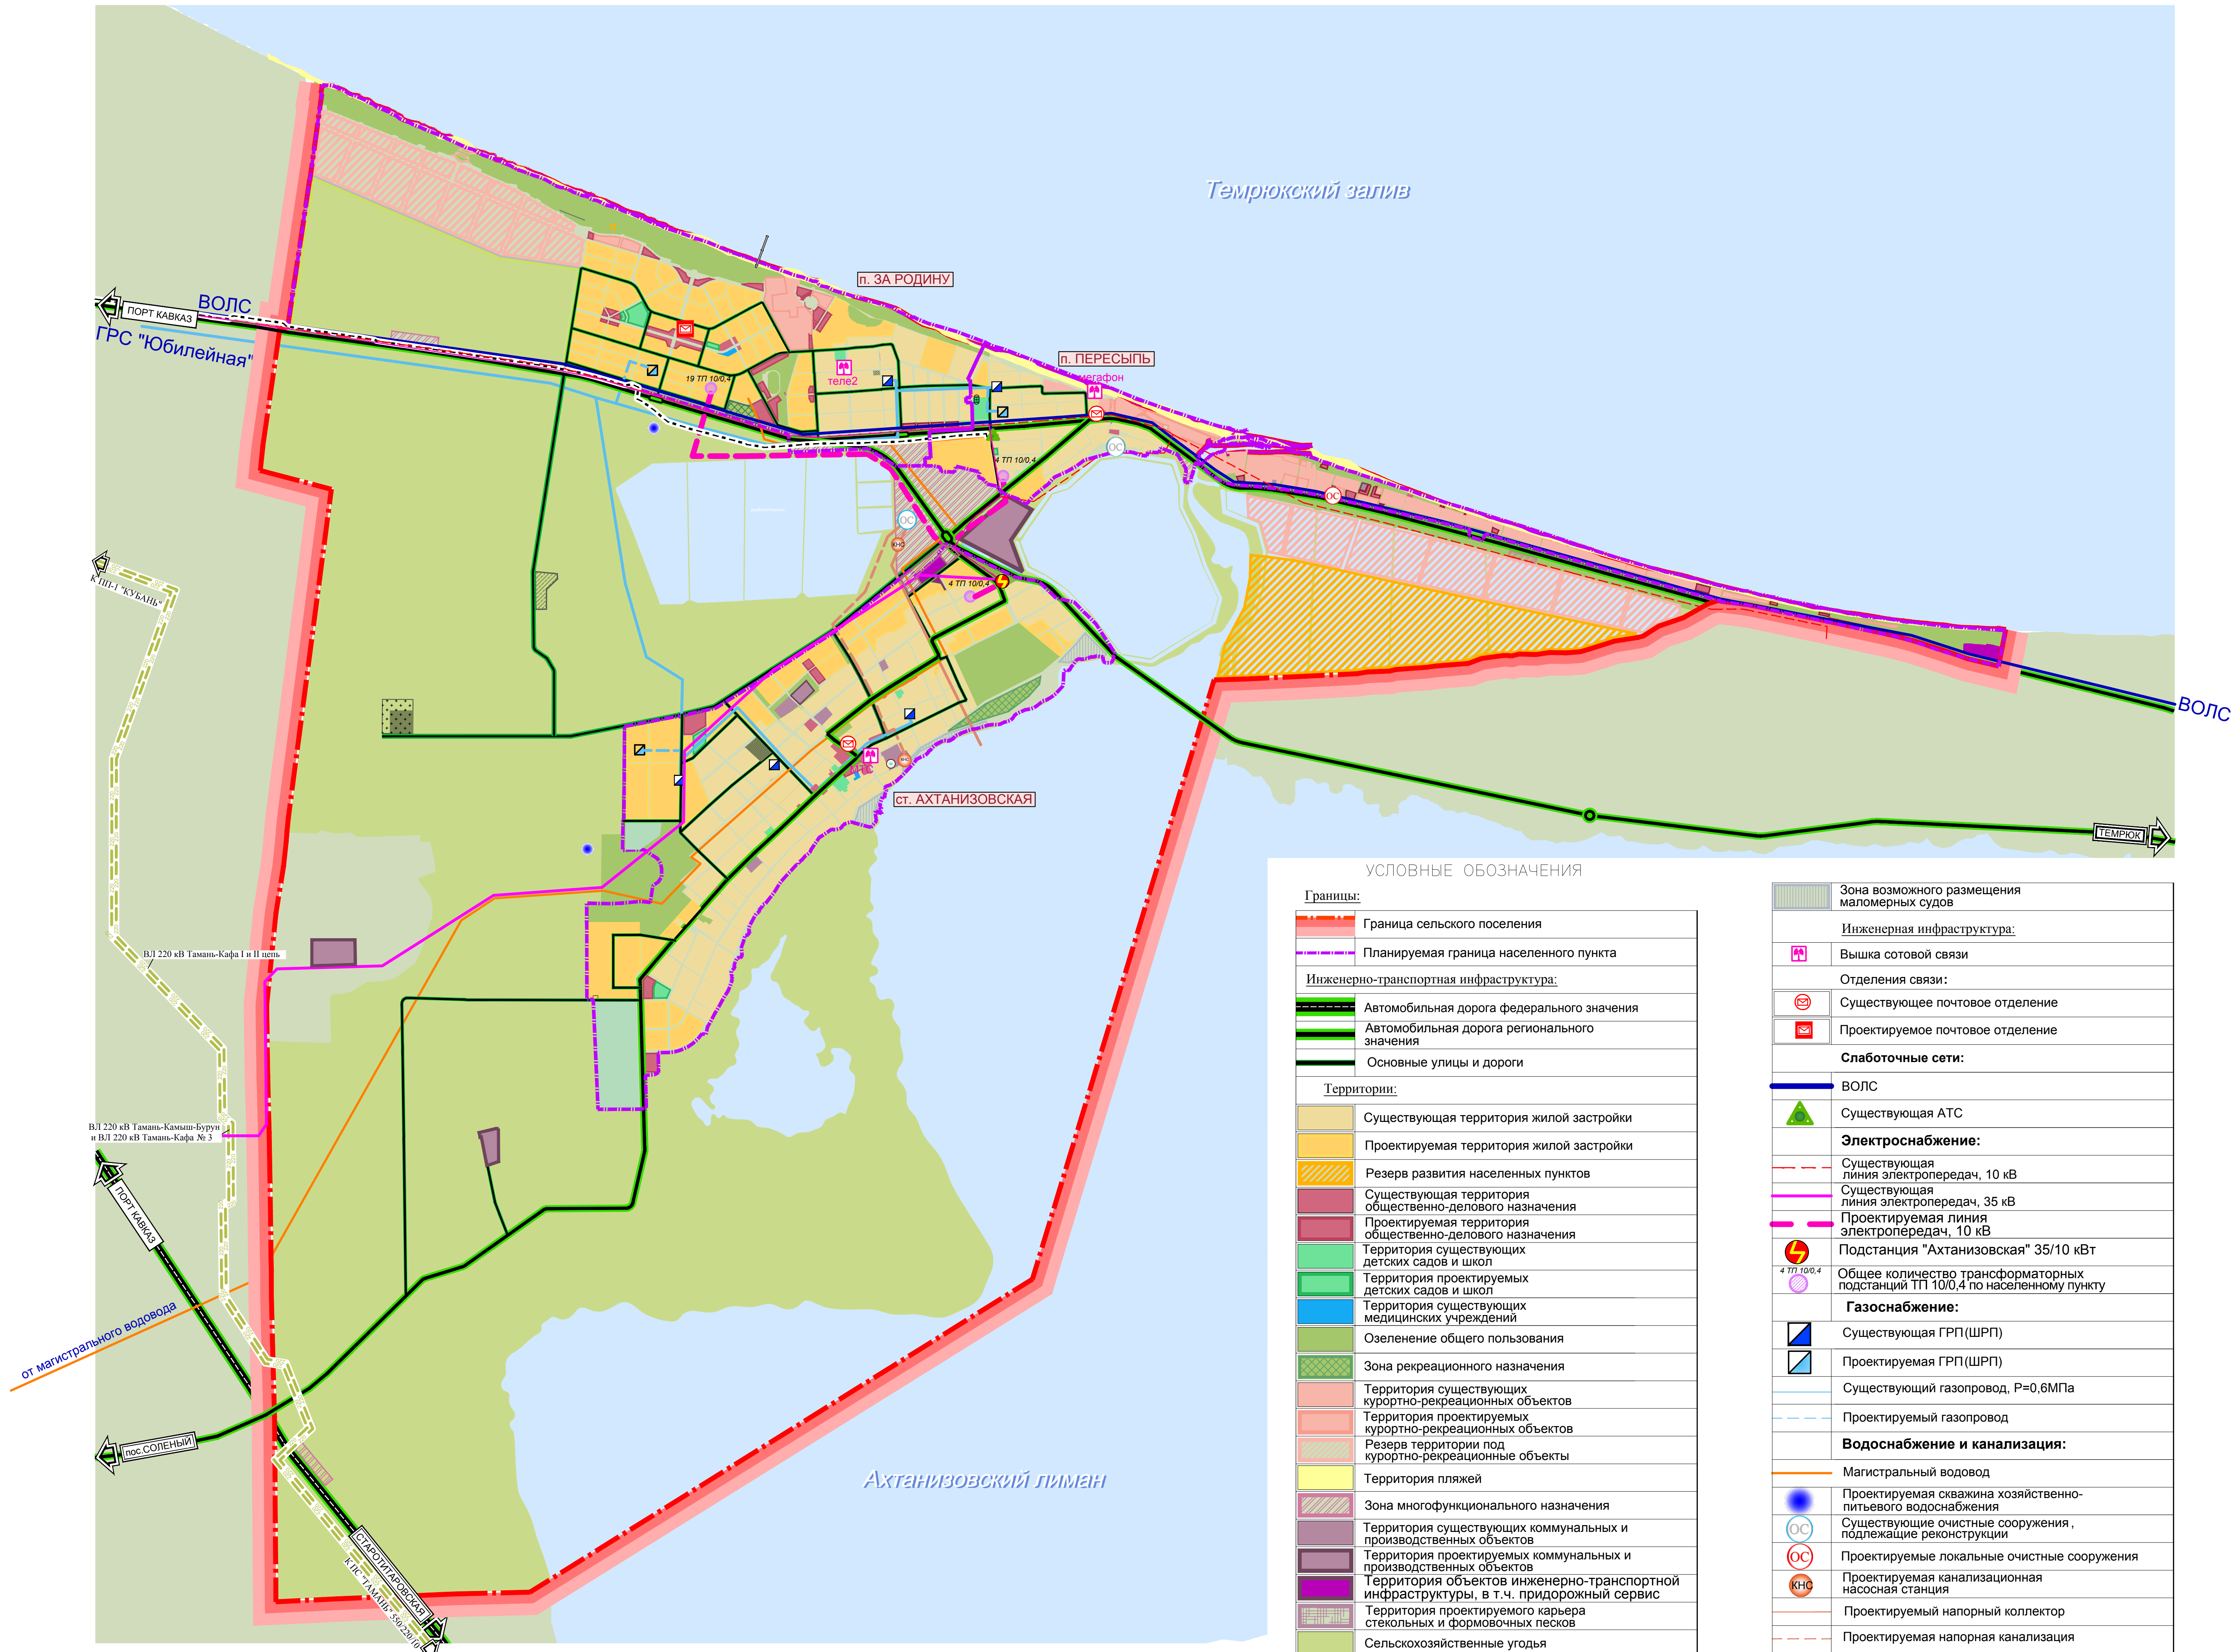 Темрюкский залив
п. ЗА РОДИНУ
ВОЛС
ПОРТ КАВКАЗ
ГРС "Юбилейная"
п. ПЕРЕСЫПЬ
мегафон
теле2
19 ТП 10/0,4
ОС
4 ТП 10/0,4
ОС
ОС
КНС
4 ТП 10/0,4
К ПП-1 "КУБАНЬ"
ВОЛС
КНС
ст. АХТАНИЗОВСКАЯ
ТЕМРЮК
ВЛ 220 кВ Тамань-Кафа I и II цепь
ВЛ 220 кВ Тамань-Камыш-Бурун
и ВЛ 220 кВ Тамань-Кафа № 3
ПОРТ КАВКАЗ
от магистрального водовода
пос.СОЛЕНЫЙ
Ахтанизовский лиман
СТАРОТИТАРОВСКАЯ
К ПС "ТАМАНЬ" 550/220/10
УСЛОВНЫЕ ОБОЗНАЧЕНИЯ
Границы:
Граница сельского поселения
Планируемая граница населенного пункта
Инженерно-транспортная инфраструктура:
Автомобильная дорога федерального значения
Автомобильная дорога регионального
значения
Основные улицы и дороги
Территории:
Существующая территория жилой застройки
Проектируемая территория жилой застройки
Резерв развития населенных пунктов
Существующая территория
общественно-делового назначения
Проектируемая территория
общественно-делового назначения
Территория существующих
детских садов и школ
Территория проектируемых
детских садов и школ
Территория существующих
медицинских учреждений
Озеленение общего пользования
Зона рекреационного назначения
Территория существующих
курортно-рекреационных объектов
Территория проектируемых
курортно-рекреационных объектов
Резерв территории под
курортно-рекреационные объекты
Территория пляжей
Зона многофункционального назначения
Территория существующих коммунальных и
производственных объектов
Территория проектируемых коммунальных и
производственных объектов
Территория объектов инженерно-транспортной
инфраструктуры, в т.ч. придорожный сервис
Территория проектируемого карьера
стекольных и формовочных песков
Сельскохозяйственные угодья
Зона возможного размещения
маломерных судов
Инженерная инфраструктура:
Вышка сотовой связи
Отделения связи:
Существующее почтовое отделение
Проектируемое почтовое отделение
Слаботочные сети:
ВОЛС
Существующая АТС
Электроснабжение:
Существующая
линия электропередач, 10 кВ
Существующая
линия электропередач, 35 кВ
Проектируемая линия
электропередач, 10 кВ
Подстанция "Ахтанизовская" 35/10 кВт
4 ТП 10/0,4
Общее количество трансформаторных
подстанций ТП 10/0,4 по населенному пункту
Газоснабжение:
Существующая ГРП(ШРП)
Проектируемая ГРП(ШРП)
Существующий газопровод, Р=0,6МПа
Проектируемый газопровод
Водоснабжение и канализация:
Магистральный водовод
Проектируемая скважина хозяйственно-
питьевого водоснабжения
ОС
Существующие очистные сооружения,
подлежащие реконструкции
ОС
Проектируемые локальные очистные сооружения
КНС
Проектируемая канализационная
насосная станция
Проектируемый напорный коллектор
Проектируемая напорная канализация